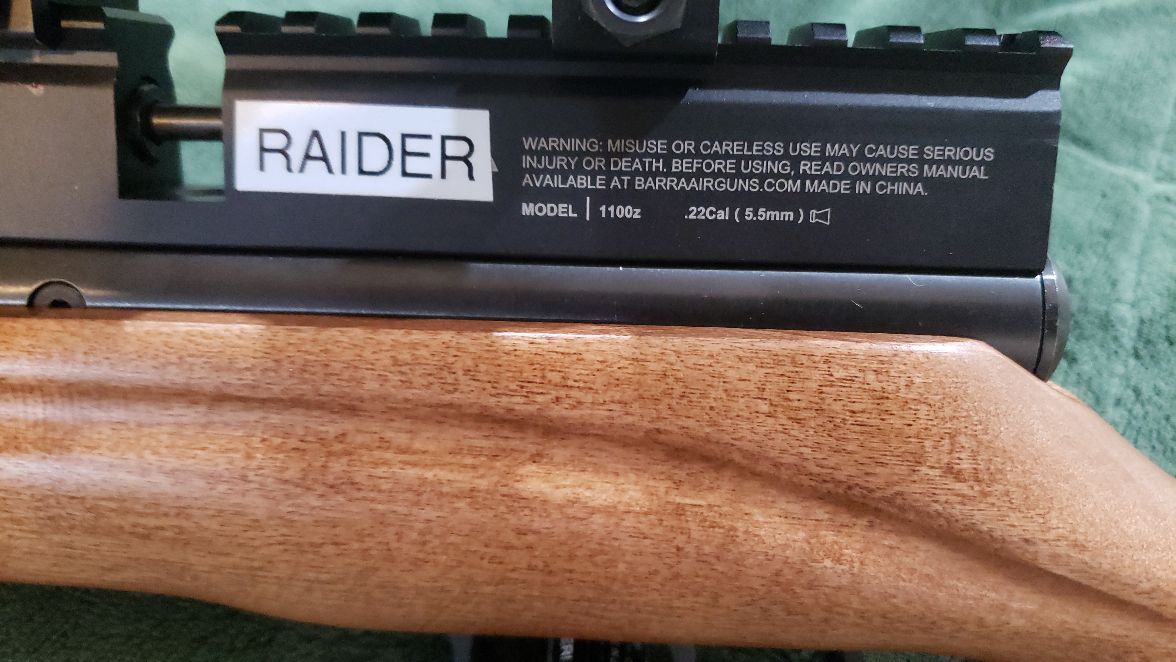 RAIDER
WARNING: MISUSE OR CARELESS USE MAY CAUSE SERIOUS
INJURY OR DEATH. BEFORE USING, READ OWNERS MANUAL
AVAILABLE AT BARRAAIRGUNS.COM MADE IN CHINA.
MODEL | 1100z .22Cal ( 5.5mm )